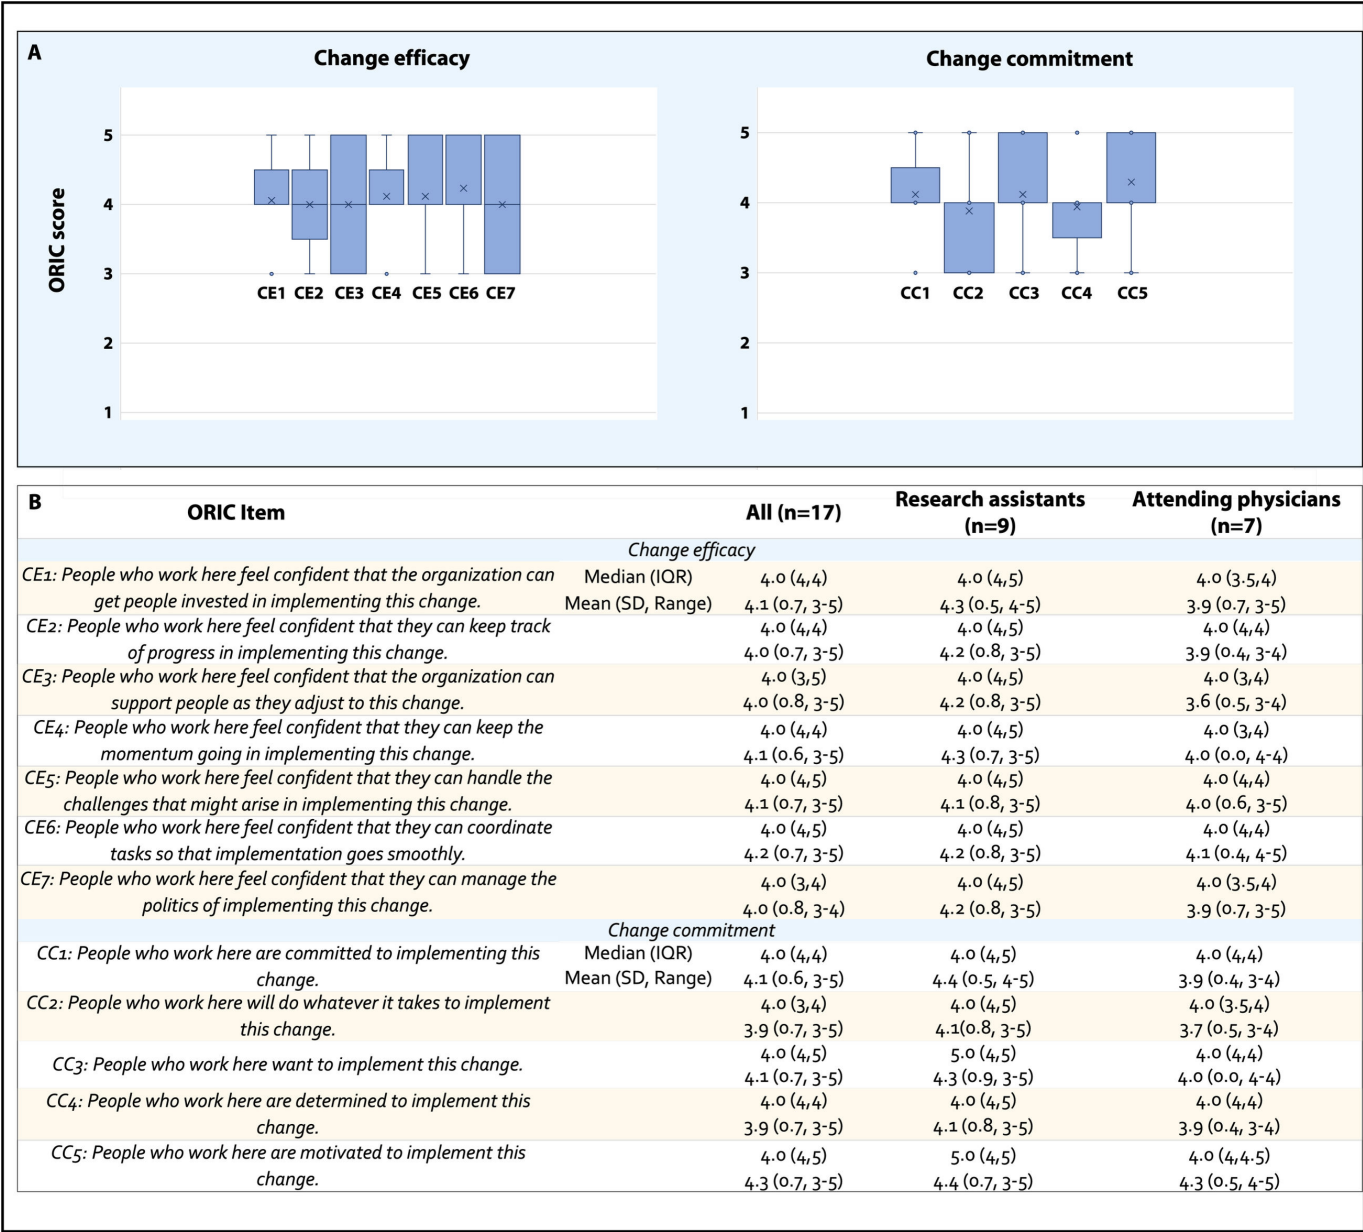 A
Change efficacy
Change commitment
ORIC score
5
4
3
2
1
CE1 CE2 CE3 CE4 CE5 CE6 CE7
5
4
3
2
1
CC1 CC2 CC3 CC4 CC5
B
ORIC Item All (n=17) Research assistants (n=9) Attending physicians (n=7)
Change efficacy
CE1: People who work here feel confident that the organization can Median (IQR) 4.0 (4,4) 4.0 (4,5) 4.0 (3.5,4)
get people invested in implementing this change. Mean (SD, Range) 4.1 (0.7, 3-5) 4.3 (0.5, 4-5) 3.9 (0.7, 3-5)
CE2: People who work here feel confident that they can keep track 4.0 (4,4) 4.0 (4,5) 4.0 (4,4)
of progress in implementing this change. 4.0 (0.7, 3-5) 4.2 (0.8, 3-5) 3.9 (0.4, 3-4)
CE3: People who work here feel confident that the organization can 4.0 (3,5) 4.0 (4,5) 4.0 (3,4)
support people as they adjust to this change. 4.0 (0.8, 3-5) 4.2 (0.8, 3-5) 3.6 (0.5, 3-4)
CE4: People who work here feel confident that they can keep the 4.0 (4,4) 4.0 (4,5) 4.0 (3,4)
momentum going in implementing this change. 4.1 (0.6, 3-5) 4.3 (0.7, 3-5) 4.0 (0.0, 4-4)
CE5: People who work here feel confident that they can handle the 4.0 (4,5) 4.0 (4,5) 4.0 (4,4)
challenges that might arise in implementing this change. 4.1 (0.7, 3-5) 4.1 (0.8, 3-5) 4.0 (0.6, 3-5)
CE6: People who work here feel confident that they can coordinate 4.0 (4,5) 4.0 (4,5) 4.0 (4,4)
tasks so that implementation goes smoothly. 4.2 (0.7, 3-5) 4.2 (0.8, 3-5) 4.1 (0.4, 4-5)
CE7: People who work here feel confident that they can manage the 4.0 (3,4) 4.0 (4,5) 4.0 (3.5,4)
politics of implementing this change. 4.0 (0.8, 3-4) 4.2 (0.8, 3-5) 3.9 (0.7, 3-5)
Change commitment
CC1: People who work here are committed to implementing this Median (IQR) 4.0 (4,4) 4.0 (4,5) 4.0 (4,4)
change. Mean (SD, Range) 4.1 (0.6, 3-5) 4.4 (0.5, 4-5) 3.9 (0.4, 3-4)
CC2: People who work here will do whatever it takes to implement 4.0 (3,4) 4.0 (4,5) 4.0 (3.5,4)
this change. 3.9 (0.7, 3-5) 4.1(0.8, 3-5) 3.7 (0.5, 3-4)
CC3: People who work here want to implement this change. 4.0 (4,5) 5.0 (4,5) 4.0 (4,4)
4.1 (0.7, 3-5) 4.3 (0.9, 3-5) 4.0 (0.0, 4-4)
CC4: People who work here are determined to implement this 4.0 (4,4) 4.0 (4,5) 4.0 (4,4)
change. 3.9 (0.7, 3-5) 4.1 (0.8, 3-5) 3.9 (0.4, 3-4)
CC5: People who work here are motivated to implement this 4.0 (4,5) 5.0 (4,5) 4.0 (4,4.5)
change. 4.3 (0.7, 3-5) 4.4 (0.7, 3-5) 4.3 (0.5, 4-5)